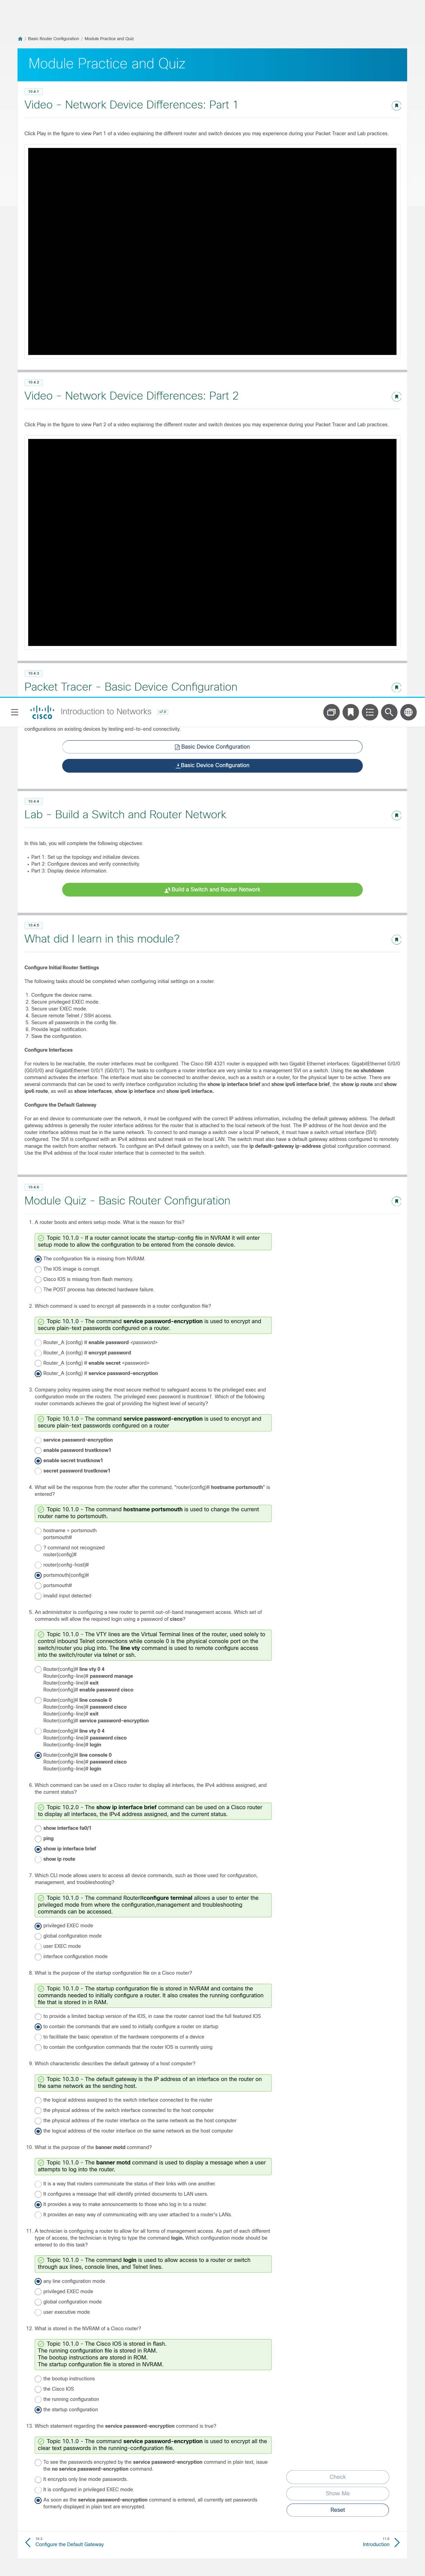 / Basic Router Configuration / Module Practice and Quiz
Module Practice and Quiz
10.4.1
Video - Network Device Differences: Part 1
Click Play in the figure to view Part 1 of a video explaining the different router and switch devices you may experience during your Packet Tracer and Lab practices.
10.4.2
Video - Network Device Differences: Part 2
Click Play in the figure to view Part 2 of a video explaining the different router and switch devices you may experience during your Packet Tracer and Lab practices.
10.4.3
Packet Tracer - Basic Device Configuration
CISCO
Introduction to Networks v7.0
configurations on existing devices by testing end-to-end connectivity.
Basic Device Configuration
Basic Device Configuration
10.4.4
Lab - Build a Switch and Router Network
In this lab, you will complete the following objectives:
• Part 1: Set up the topology and initialize devices.
• Part 2: Configure devices and verify connectivity.
• Part 3: Display device information.
Build a Switch and Router Network
10.4.5
What did I learn in this module?
Configure Initial Router Settings
The following tasks should be completed when configuring initial settings on a router.
1. Configure the device name.
2. Secure privileged EXEC mode.
3. Secure user EXEC mode.
4. Secure remote Telnet / SSH access.
5. Secure all passwords in the config file.
6. Provide legal notification.
7. Save the configuration.
Configure Interfaces
For routers to be reachable, the router interfaces must be configured. The Cisco ISR 4321 router is equipped with two Gigabit Ethernet interfaces: GigabitEthernet 0/0/0
(G0/0/0) and GigabitEthernet 0/0/1 (G0/0/1). The tasks to configure a router interface are very similar to a management SVI on a switch. Using the no shutdown
command activates the interface. The interface must also be connected to another device, such as a switch or a router, for the physical layer to be active. There are
several commands that can be used to verify interface configuration including the show ip interface brief and show ipv6 interface brief, the show ip route and show
ipv6 route, as well as show interfaces, show ip interface and show ipv6 interface.
Configure the Default Gateway
For an end device to communicate over the network, it must be configured with the correct IP address information, including the default gateway address. The default
gateway address is generally the router interface address for the router that is attached to the local network of the host. The IP address of the host device and the
router interface address must be in the same network. To connect to and manage a switch over a local IP network, it must have a switch virtual interface (SVI)
configured. The SVI is configured with an IPv4 address and subnet mask on the local LAN. The switch must also have a default gateway address configured to remotely
manage the switch from another network. To configure an IPv4 default gateway on a switch, use the ip default-gateway ip-address global configuration command.
Use the IPv4 address of the local router interface that is connected to the switch.
10.4.6
Module Quiz - Basic Router Configuration
1. A router boots and enters setup mode. What is the reason for this?
Topic 10.1.0 - If a router cannot locate the startup-config file in NVRAM it will enter
setup mode to allow the configuration to be entered from the console device.
The configuration file is missing from NVRAM.
The IOS image is corrupt.
Cisco IOS is missing from flash memory.
The POST process has detected hardware failure.
2. Which command is used to encrypt all passwords in a router configuration file?
Topic 10.1.0 - The command service password-encryption is used to encrypt and
secure plain-text passwords configured on a router.
Router_A (config) # enable password <password>
Router_A (config) # encrypt password
Router_A (config) # enable secret <password>
Router_A (config) # service password-encryption
3. Company policy requires using the most secure method to safeguard access to the privileged exec and
configuration mode on the routers. The privileged exec password is trustknow1. Which of the following
router commands achieves the goal of providing the highest level of security?
Topic 10.1.0 - The command service password-encryption is used to encrypt and
secure plain-text passwords configured on a router
service password-encryption
enable password trustknow1
enable secret trustknow1
secret password trustknow1
4. What will be the response from the router after the command, "router(config)# hostname portsmouth" is
entered?
Topic 10.1.0 - The command hostname portsmouth is used to change the current
router name to portsmouth.
hostname = portsmouth
portsmouth#
? command not recognized
router(config)#
router(config-host)#
portsmouth(config)#
portsmouth#
invalid input detected
5. An administrator is configuring a new router to permit out-of-band management access. Which set of
commands will allow the required login using a password of cisco?
Topic 10.1.0 - The VTY lines are the Virtual Terminal lines of the router, used solely to
control inbound Telnet connections while console 0 is the physical console port on the
switch/router you plug into. The line vty command is used to remote configure access
into the switch/router via telnet or ssh.
Router(config)# line vty 0 4
Router(config-line)# password manage
Router(config-line)# exit
Router(config)# enable password cisco
Router(config)# line console 0
Router(config-line)# password cisco
Router(config-line)# exit
Router(config)# service password-encryption
Router(config)# line vty 0 4
Router(config-line)# password cisco
Router(config-line)# login
Router(config)# line console 0
Router(config-line)# password cisco
Router(config-line)# login
6. Which command can be used on a Cisco router to display all interfaces, the IPv4 address assigned, and
the current status?
Topic 10.2.0 - The show ip interface brief command can be used on a Cisco router
to display all interfaces, the IPv4 address assigned, and the current status.
show interface fa0/1
ping
show ip interface brief
show ip route
7. Which CLI mode allows users to access all device commands, such as those used for configuration,
management, and troubleshooting?
Topic 10.1.0 - The command Router#configure terminal allows a user to enter the
privileged mode from where the configuration,management and troubleshooting
commands can be accessed.
privileged EXEC mode
global configuration mode
user EXEC mode
interface configuration mode
8. What is the purpose of the startup configuration file on a Cisco router?
Topic 10.1.0 - The startup configuration file is stored in NVRAM and contains the
commands needed to initially configure a router. It also creates the running configuration
file that is stored in in RAM.
to provide a limited backup version of the IOS, in case the router cannot load the full featured IOS
to contain the commands that are used to initially configure a router on startup
to facilitate the basic operation of the hardware components of a device
to contain the configuration commands that the router IOS is currently using
9. Which characteristic describes the default gateway of a host computer?
Topic 10.3.0 - The default gateway is the IP address of an interface on the router on
the same network as the sending host.
the logical address assigned to the switch interface connected to the router
the physical address of the switch interface connected to the host computer
the physical address of the router interface on the same network as the host computer
the logical address of the router interface on the same network as the host computer
10. What is the purpose of the banner motd command?
Topic 10.1.0 - The banner motd command is used to display a message when a user
attempts to log into the router.
It is a way that routers communicate the status of their links with one another.
It configures a message that will identify printed documents to LAN users.
It provides a way to make announcements to those who log in to a router.
It provides an easy way of communicating with any user attached to a router's LANs.
11. A technician is configuring a router to allow for all forms of management access. As part of each different
type of access, the technician is trying to type the command login. Which configuration mode should be
entered to do this task?
Topic 10.1.0 - The command login is used to allow access to a router or switch
through aux lines, console lines, and Telnet lines.
any line configuration mode
privileged EXEC mode
global configuration mode
user executive mode
12. What is stored in the NVRAM of a Cisco router?
Topic 10.1.0 - The Cisco IOS is stored in flash.
The running configuration file is stored in RAM.
The bootup instructions are stored in ROM.
The startup configuration file is stored in NVRAM.
the bootup instructions
the Cisco IOS
the running configuration
the startup configuration
13. Which statement regarding the service password-encryption command is true?
Topic 10.1.0 - The command service password-encryption is used to encrypt all the
clear text passwords in the running-configuration file.
To see the passwords encrypted by the service password-encryption command in plain text, issue
the no service password-encryption command.
It encrypts only line mode passwords.
It is configured in privileged EXEC mode.
As soon as the service password-encryption command is entered, all currently set passwords
formerly displayed in plain text are encrypted.
Check
Show Me
Reset
10.3
Configure the Default Gateway
11.0
Introduction